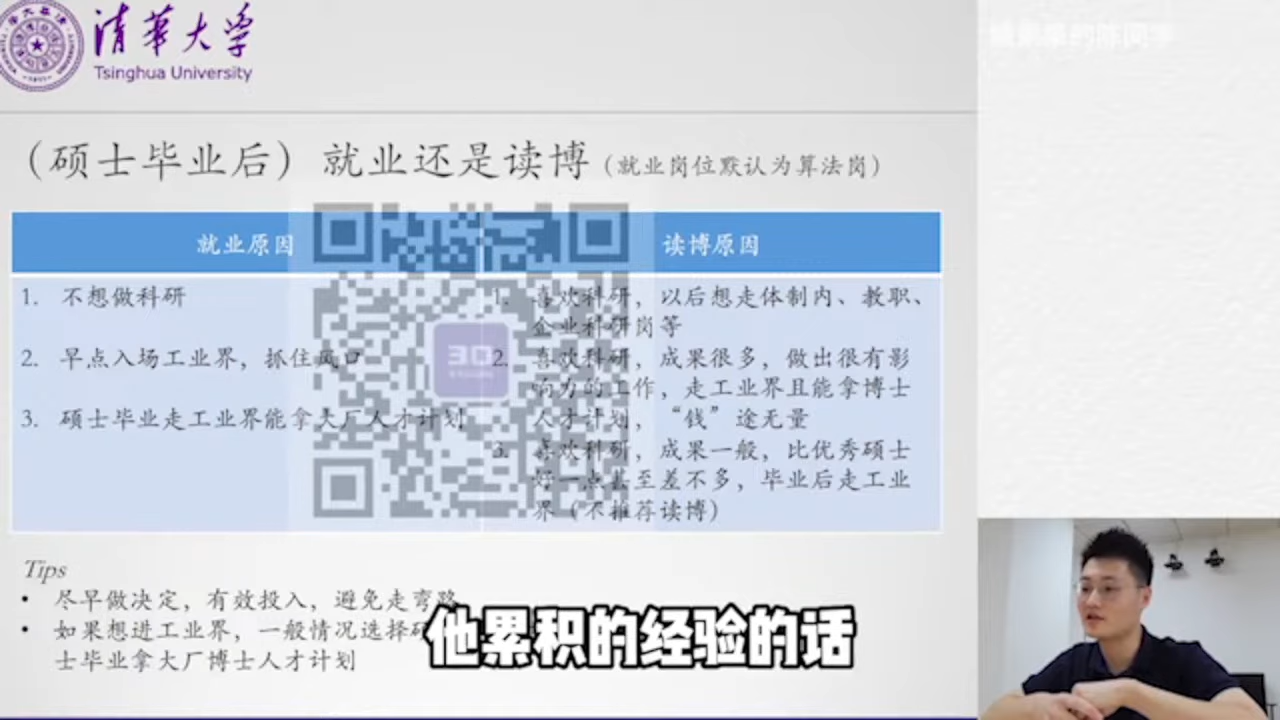 清華大学
Tsinghua University
（硕士毕业后）就业还是读博（就业岗位默认为算法岗）
就业原因
读博原因
1. 不想做科研
2. 早点入场工业界，抓住风口
3. 硕士毕业走工业界能拿大厂人才计划
1. 喜欢科研，以后想走体制内、教职、
企业科研岗等
2. 喜欢科研，成果很多，做出很有影
响力的工作，走工业界且能拿博士
人才计划，“钱”途无量
3. 喜欢科研，成果一般，比优秀硕士
好一点甚至差不多，毕业后走工业
界（不推荐读博）
3D
Tips
• 尽早做决定，有效投入，避免走弯路
• 如果想进工业界，一般情况选择硕
士毕业拿大厂博士人才计划
他累积的经验的话